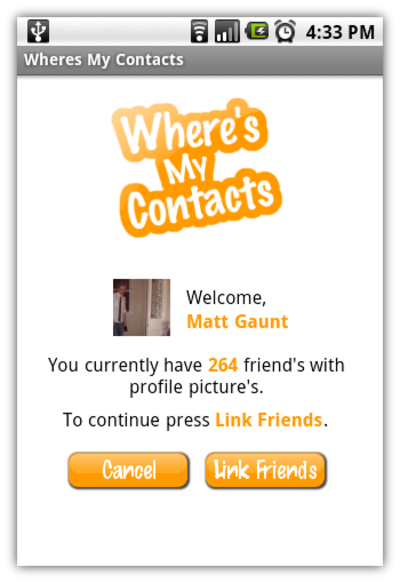 4:33 PM
Wheres My Contacts
Where's
My
Contacts
Welcome,
Matt Gaunt
You currently have 264 friend's with
profile picture's.
To continue press Link Friends.
Cancel Link Friends